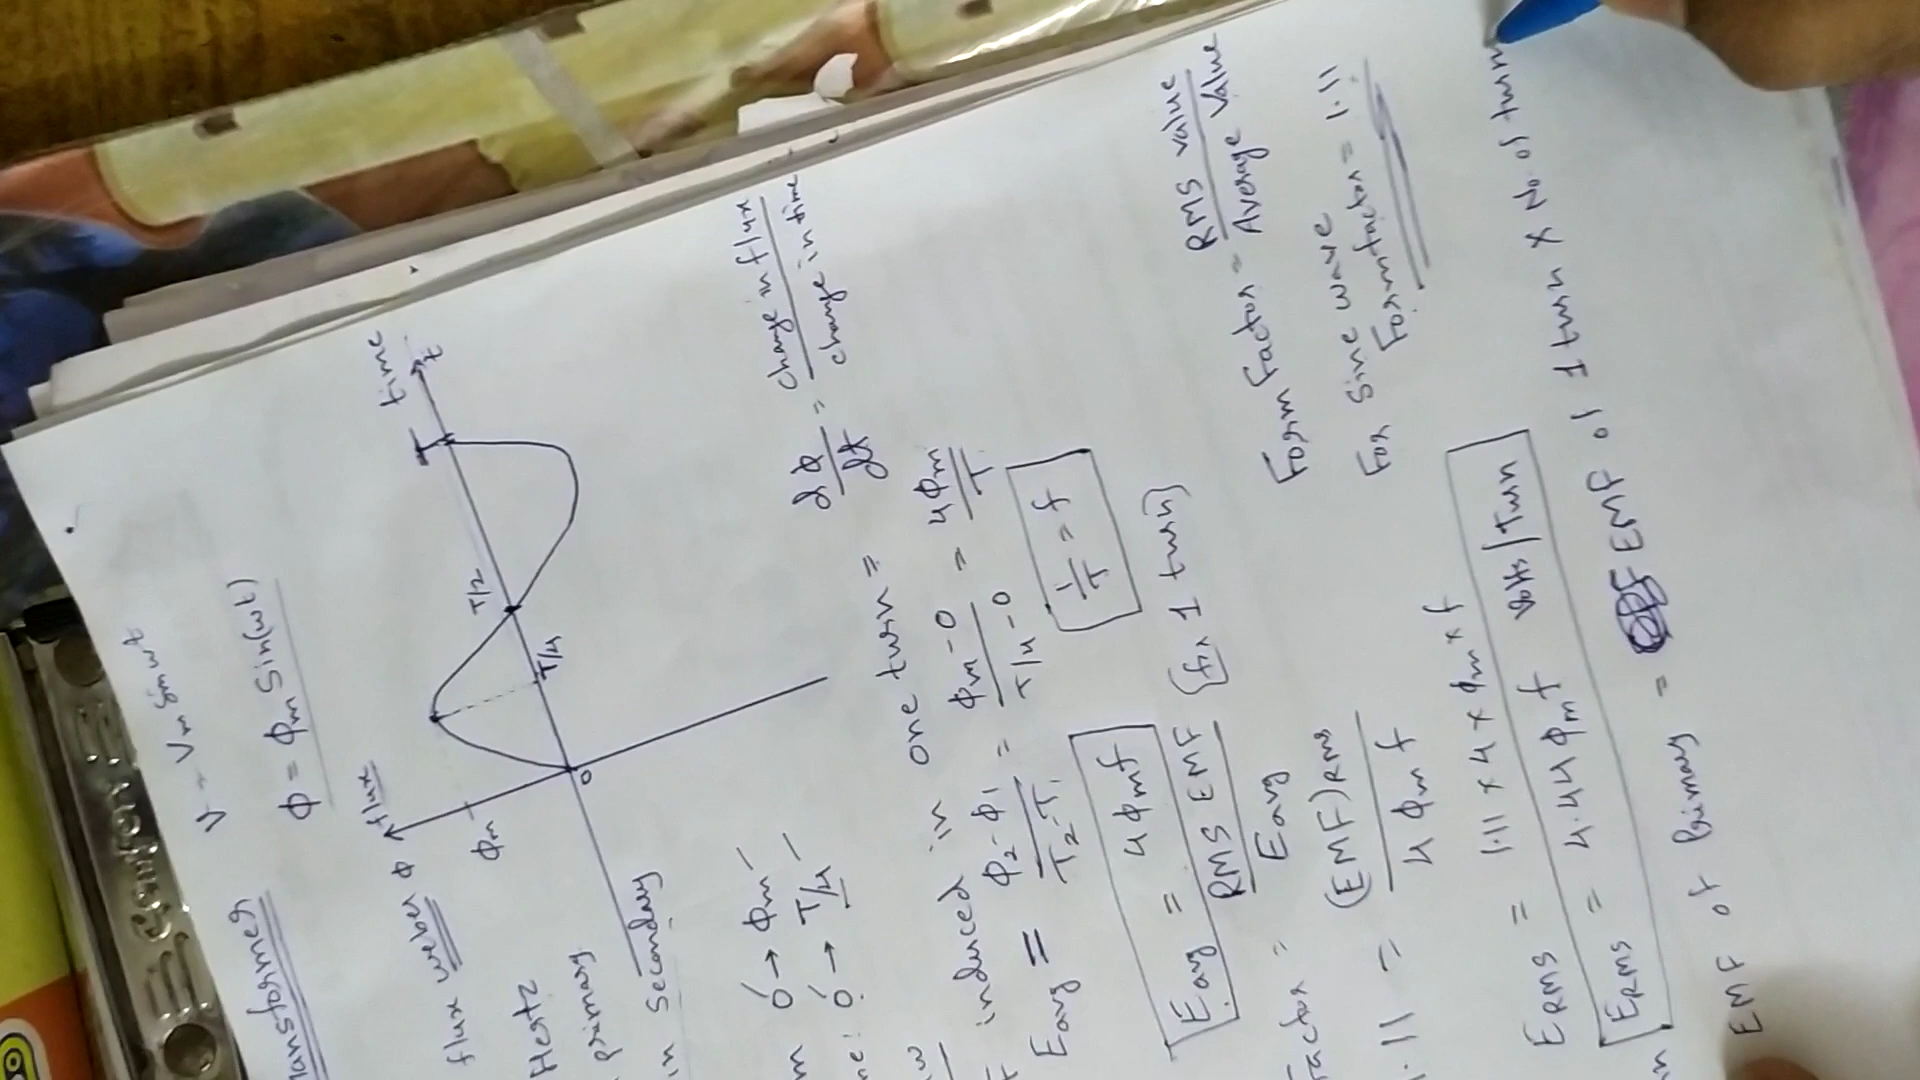 V = Vm Sin wt
Transformer
ϕ = ϕm Sin(wt)
flux weber ϕ flux
time
ϕm
T/2
T
t
Hertz
T/4
0
primary
in Secondary
0 → ϕm
0 → T/4
dϕ/dt = change in flux / change in time
induced in one turn =
Eavg = ϕ2-ϕ1 / T2-T1 = ϕm-0 / T/4-0 = 4ϕm / T
1/T = f
Eavg = 4ϕmf
Factor = RMS EMF / Eavg {for 1 turn}
Form Factor = RMS value / Average Value
1.11 = (EMF)RMS / 4ϕmf
For Sine wave
Formfactor = 1.11
ERMS = 1.11 x 4 x ϕm x f
ERMS = 4.44ϕmf Volts/Turn
EMF of Primary = EMF of 1 turn x No. of turn